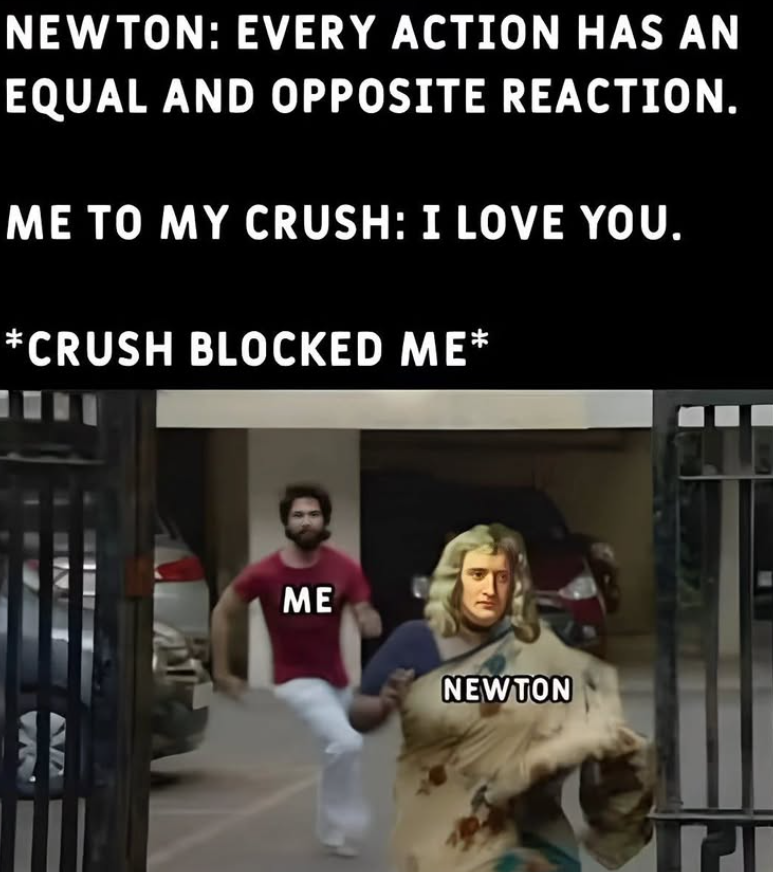 NEWTON: EVERY ACTION HAS AN
EQUAL AND OPPOSITE REACTION.
ME TO MY CRUSH: I LOVE YOU.
*CRUSH BLOCKED ME*
ME
NEWTON